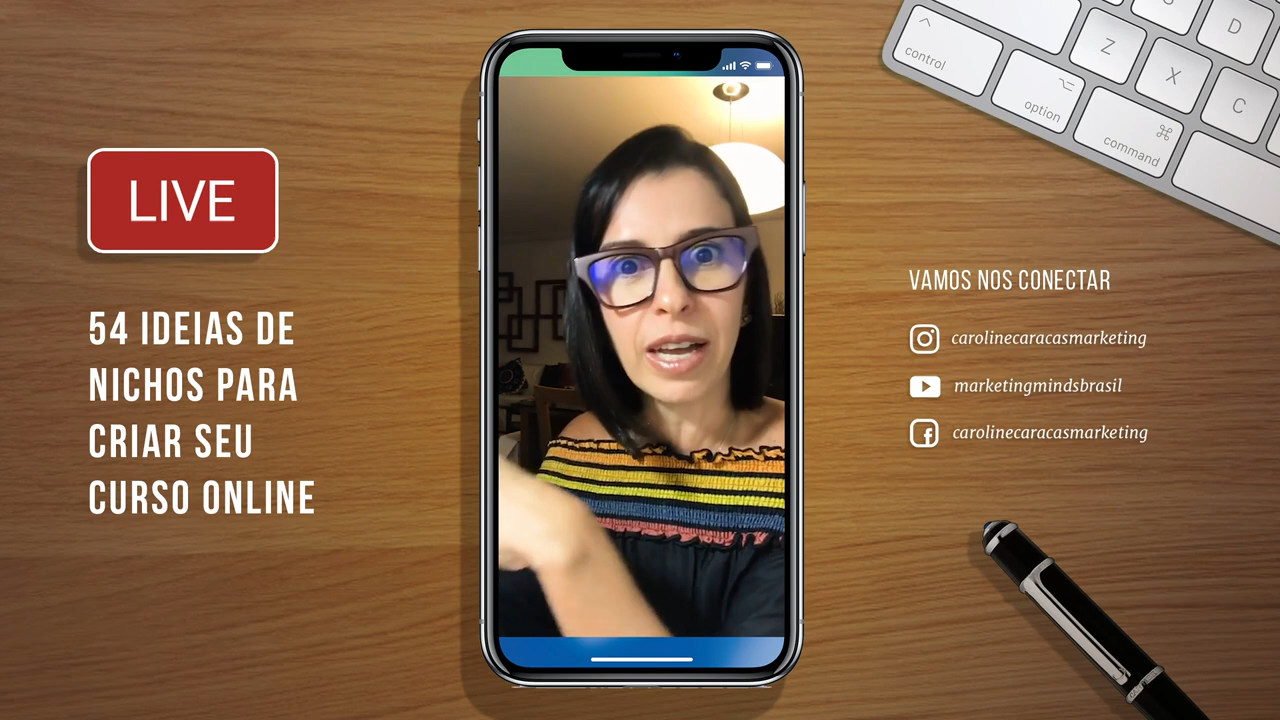 LIVE
54 IDEIAS DE
NICHOS PARA
CRIAR SEU
CURSO ONLINE
VAMOS NOS CONECTAR
carolinecaracasmarketing
marketingmindsbrasil
carolinecaracasmarketing
control
option
command
Z
X
C
S
D